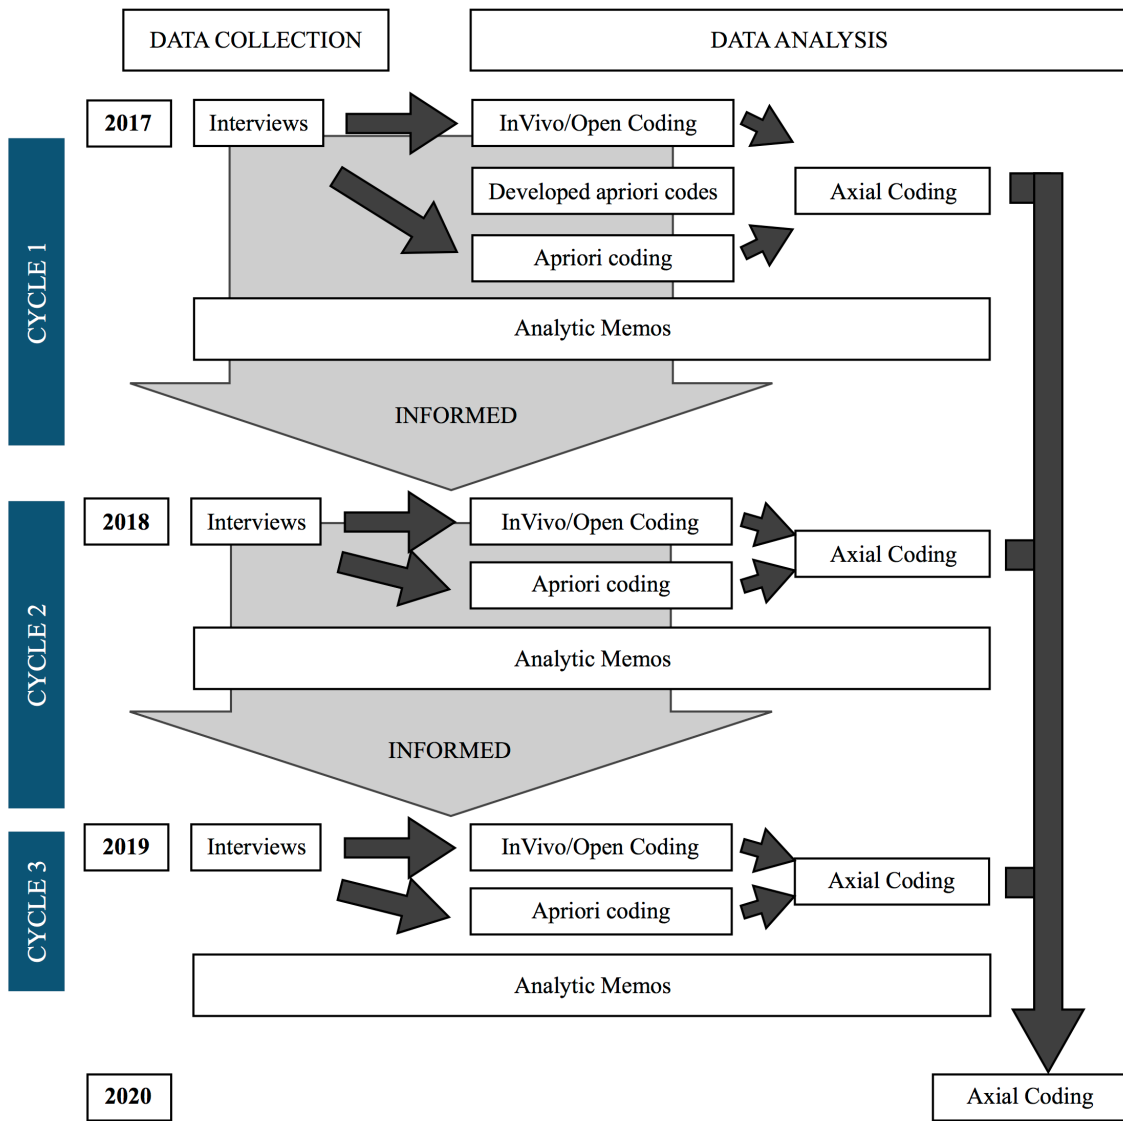 DATA COLLECTION
DATA ANALYSIS
CYCLE 1
2017
Interviews
InVivo/Open Coding
Developed apriori codes
Axial Coding
Apriori coding
Analytic Memos
INFORMED
CYCLE 2
2018
Interviews
InVivo/Open Coding
Axial Coding
Apriori coding
Analytic Memos
INFORMED
CYCLE 3
2019
Interviews
InVivo/Open Coding
Axial Coding
Apriori coding
Analytic Memos
2020
Axial Coding